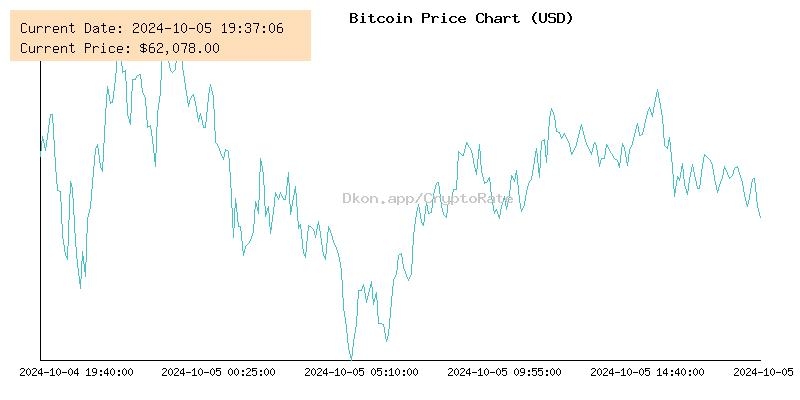 Bitcoin Price Chart (USD)
Current Date: 2024-10-05 19:37:06
Current Price: $62,078.00
Dkon.app/CryptoRate
2024-10-04 19:40:00 2024-10-05 00:25:00 2024-10-05 05:10:00 2024-10-05 09:55:00 2024-10-05 14:40:00 2024-10-05